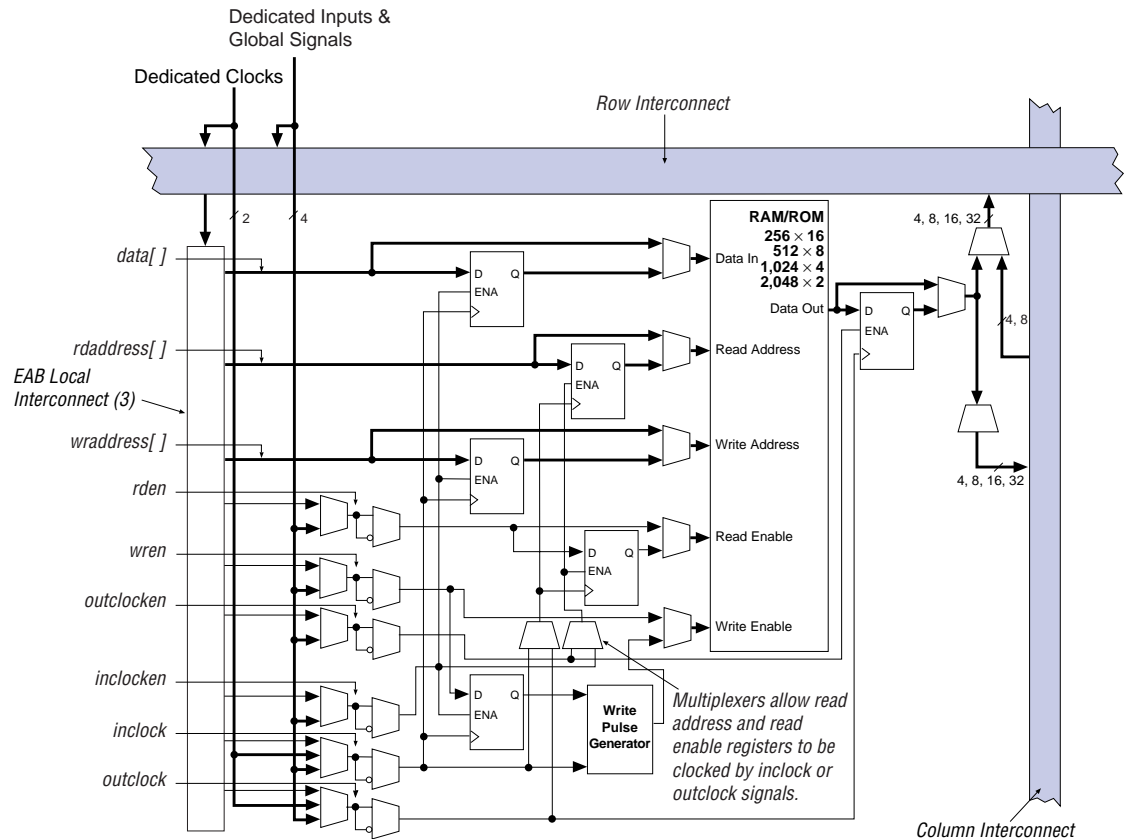 Dedicated Inputs &
Global Signals
Dedicated Clocks
Row Interconnect
2
4
4, 8, 16, 32
RAM/ROM
256 × 16
512 × 8
1,024 × 4
2,048 × 2
data[ ]
D
Q
ENA
Data In
Data Out
D
Q
ENA
4, 8
rdaddress[ ]
D
Q
ENA
Read Address
EAB Local
Interconnect (3)
wraddress[ ]
D
Q
ENA
Write Address
4, 8, 16, 32
rden
Read Enable
wren
D
Q
ENA
outclocken
Write Enable
inclocken
D
Q
ENA
Write
Pulse
Generator
Multiplexers allow read
address and read
enable registers to be
clocked by inclock or
outclock signals.
inclock
outclock
Column Interconnect